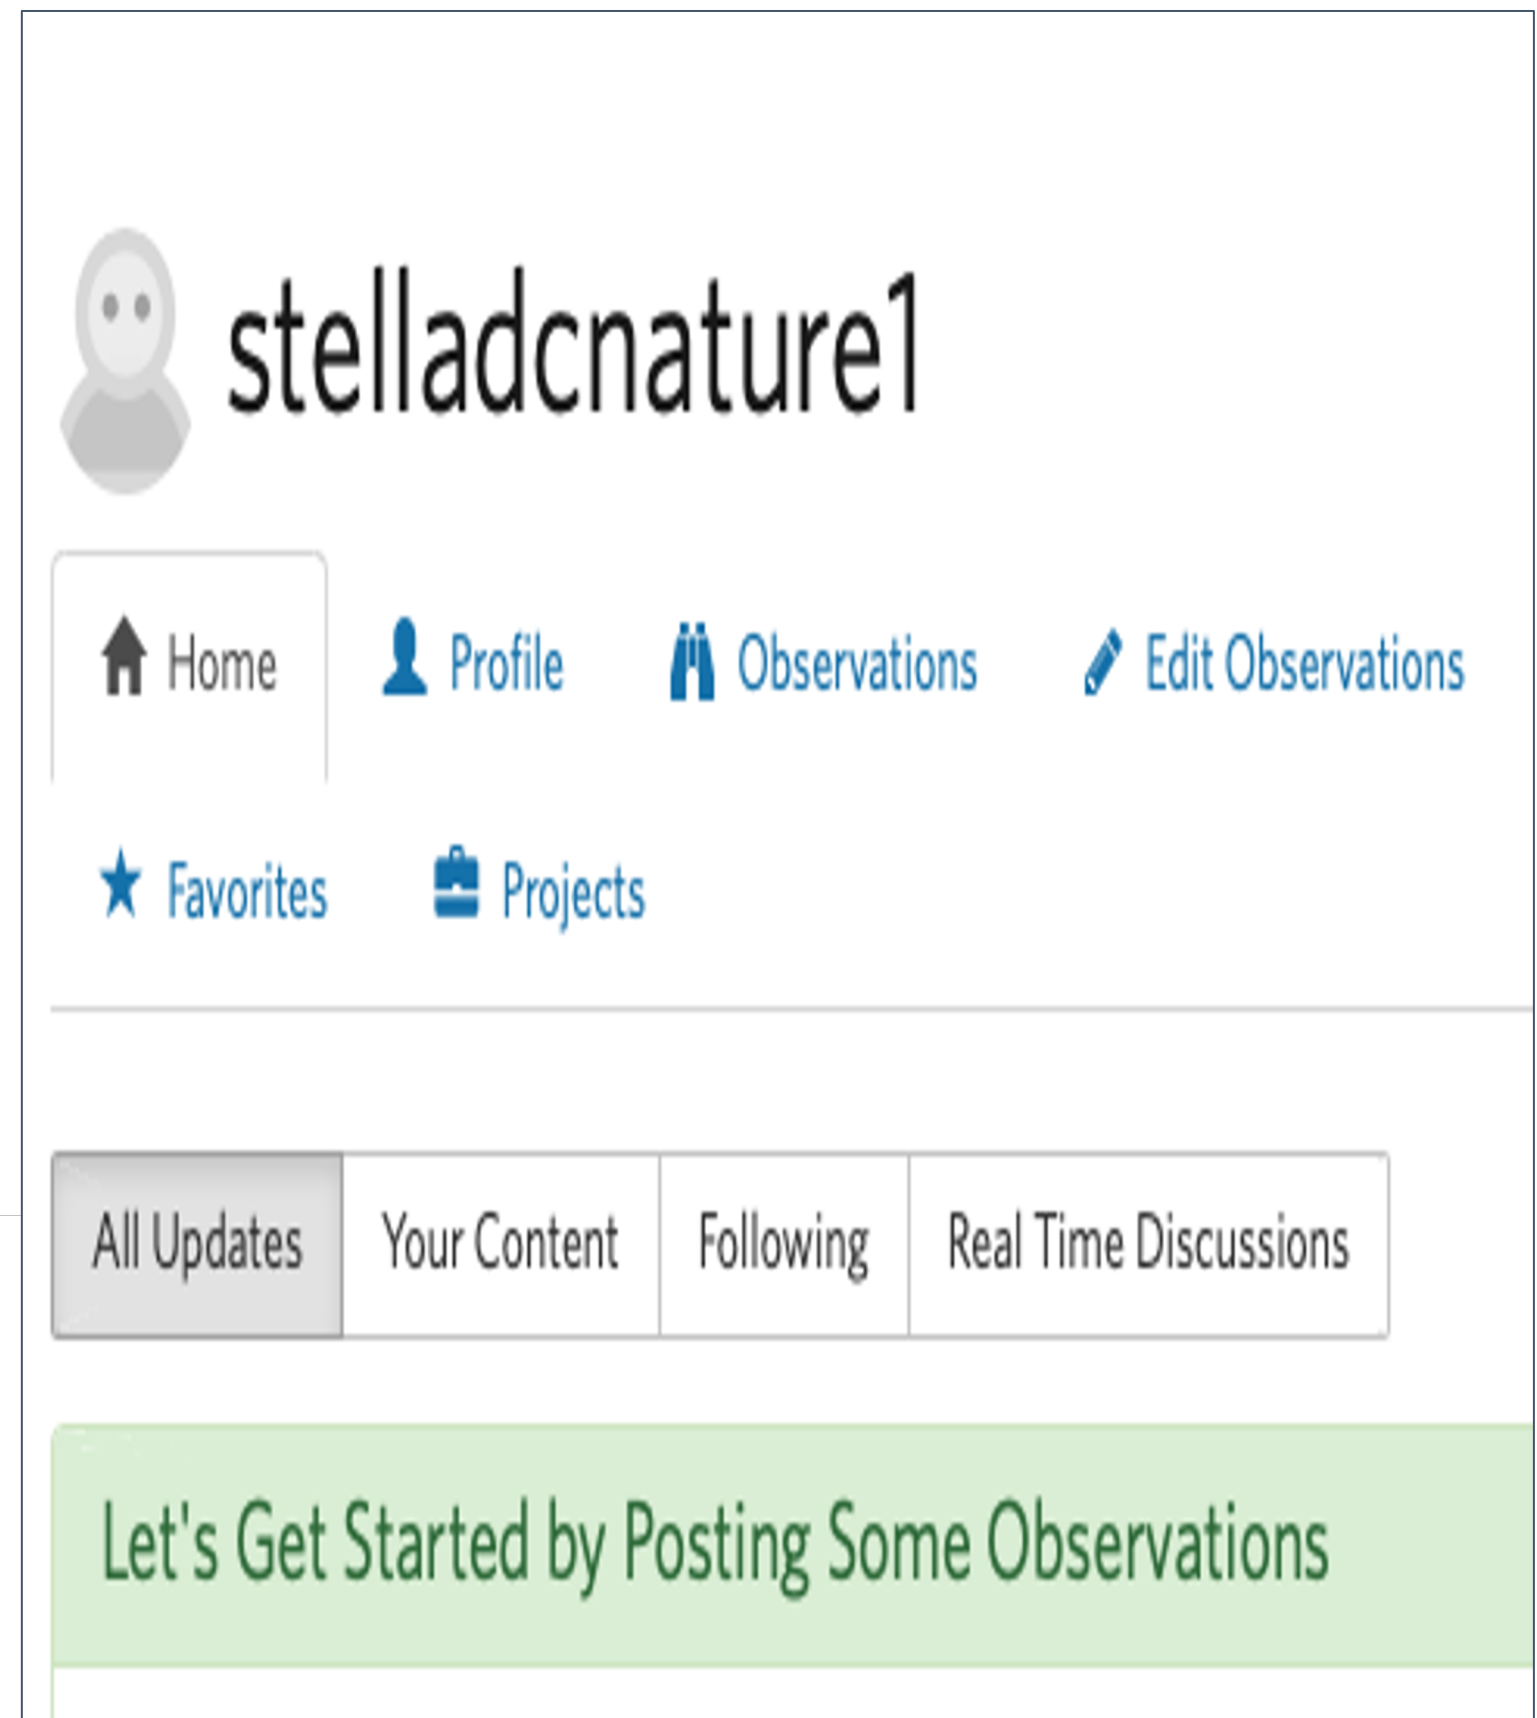 stelladcnature1
Home Profile Observations Edit Observations
Favorites Projects
All Updates Your Content Following Real Time Discussions
Let's Get Started by Posting Some Observations